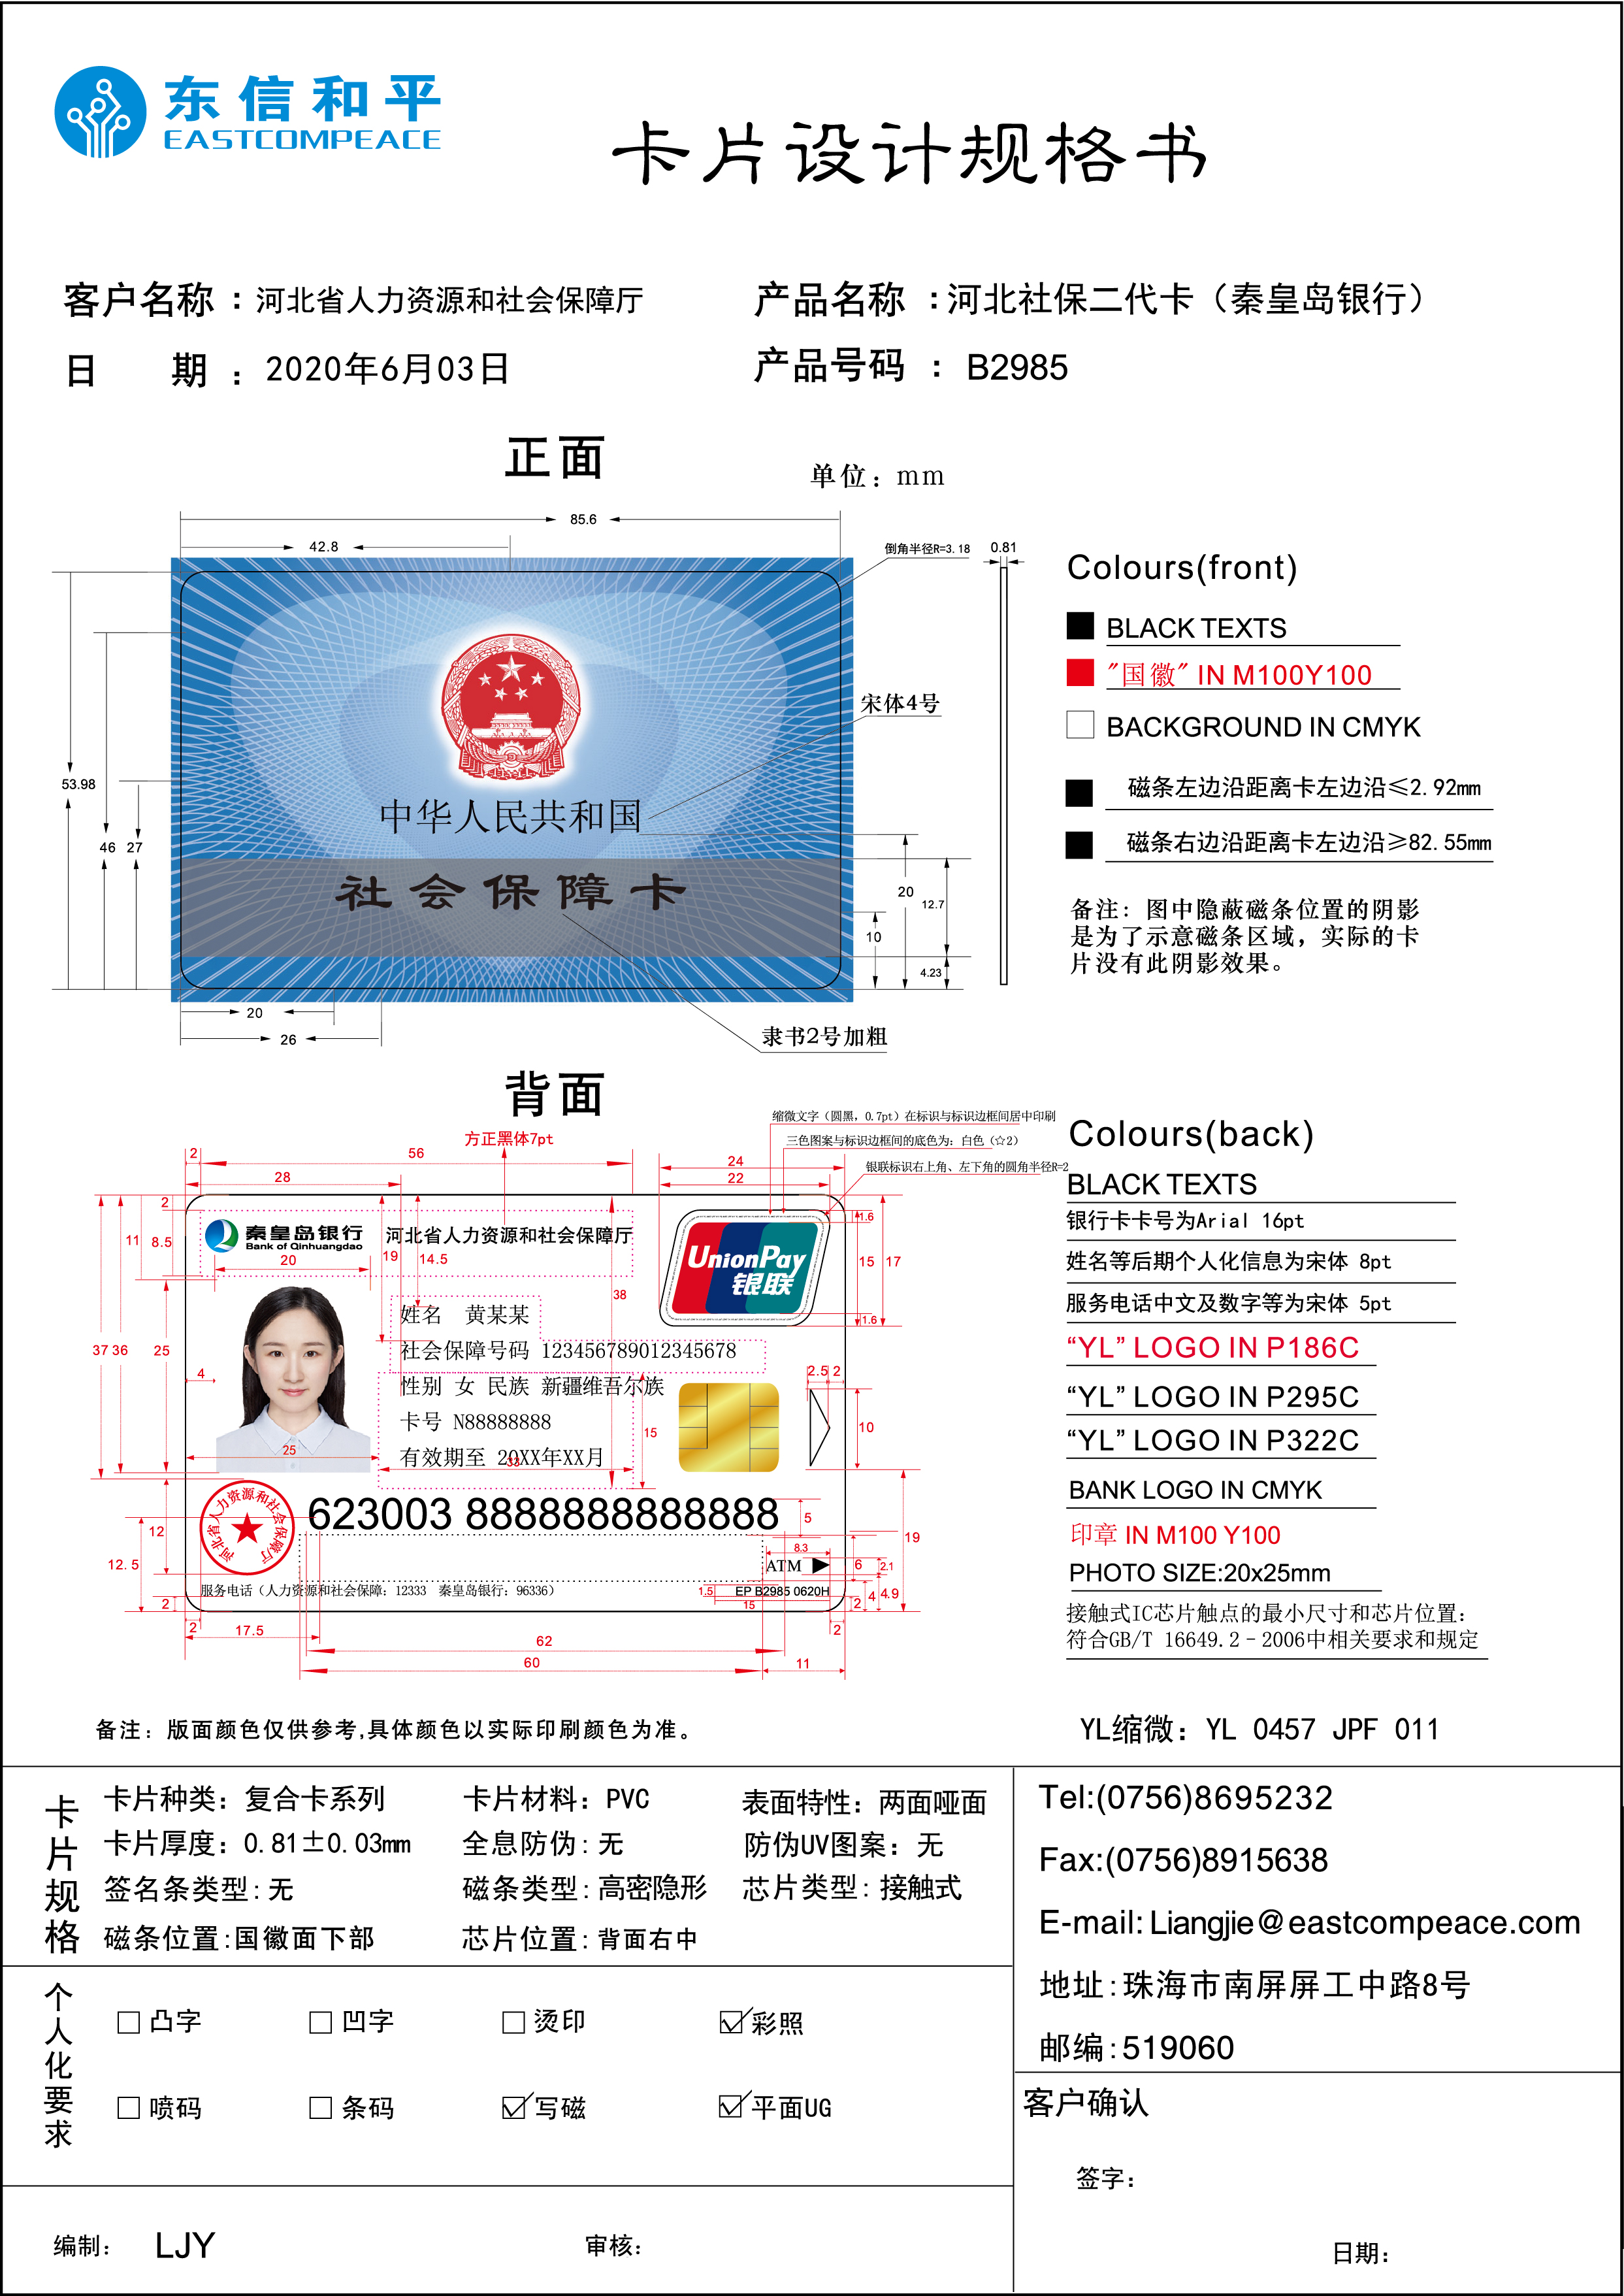 东信和平
EASTCOMPEACE
卡片设计规格书
客户名称 : 河北省人力资源和社会保障厅
产品名称 :河北社保二代卡（秦皇岛银行）
日 期 : 2020年6月03日
产品号码 : B2985
正面
单位: mm
85.6
42.8
倒角半径R=3.18
0.81
53.98
46
27
中华人民共和国
社会保障卡
宋体4号
20
12.7
10
4.23
20
26
隶书2号加粗
Colours(front)
BLACK TEXTS
"国徽" IN M100Y100
BACKGROUND IN CMYK
磁条左边沿距离卡左边沿≤2.92mm
磁条右边沿距离卡左边沿≥82.55mm
备注: 图中隐蔽磁条位置的阴影
是为了示意磁条区域，实际的卡
片没有此阴影效果。
背面
方正黑体7pt
缩微文字（圆黑，0.7pt）在标识与标识边框间居中印刷
三色图案与标识边框间的底色为: 白色（☆2）
银联标识右上角、左下角的圆角半径R=2
2
56
28
24
22
2
11
8.5
秦皇岛银行
Bank of Qinhuangdao
河北省人力资源和社会保障厅
20
19
14.5
38
UnionPay
银联
1.6
15
17
1.6
37
36
25
4
25
姓名 黄某某
社会保障号码 123456789012345678
性别 女 民族 新疆维吾尔族
卡号 N88888888
有效期至 20XX年XX月
33
15
2.5
2
10
河北省人力资源和社会保障厅
623003 8888888888888
5
19
12
12.5
8.3
ATM
6
2.1
服务电话（人力资源和社会保障: 12333 秦皇岛银行: 96336）
1.5
EP B2985 0620H
15
2
4
4.9
2
2
17.5
2
62
60
11
Colours(back)
BLACK TEXTS
银行卡卡号为Arial 16pt
姓名等后期个人化信息为宋体 8pt
服务电话中文及数字等为宋体 5pt
“YL” LOGO IN P186C
“YL” LOGO IN P295C
“YL” LOGO IN P322C
BANK LOGO IN CMYK
印章 IN M100 Y100
PHOTO SIZE:20x25mm
接触式IC芯片触点的最小尺寸和芯片位置:
符合GB/T 16649.2-2006中相关要求和规定
备注: 版面颜色仅供参考,具体颜色以实际印刷颜色为准。
YL缩微: YL 0457 JPF 011
卡片规格
卡片种类: 复合卡系列
卡片材料: PVC
表面特性: 两面哑面
卡片厚度: 0.81±0.03mm
全息防伪: 无
防伪UV图案: 无
签名条类型: 无
磁条类型: 高密隐形
芯片类型: 接触式
磁条位置:国徽面下部
芯片位置: 背面右中
个人化要求
凸字
凹字
烫印
彩照
喷码
条码
写磁
平面UG
编制: LJY
审核:
Tel:(0756)8695232
Fax:(0756)8915638
E-mail: Liangjie@eastcompeace.com
地址:珠海市南屏屏工中路8号
邮编:519060
客户确认
签字:
日期: